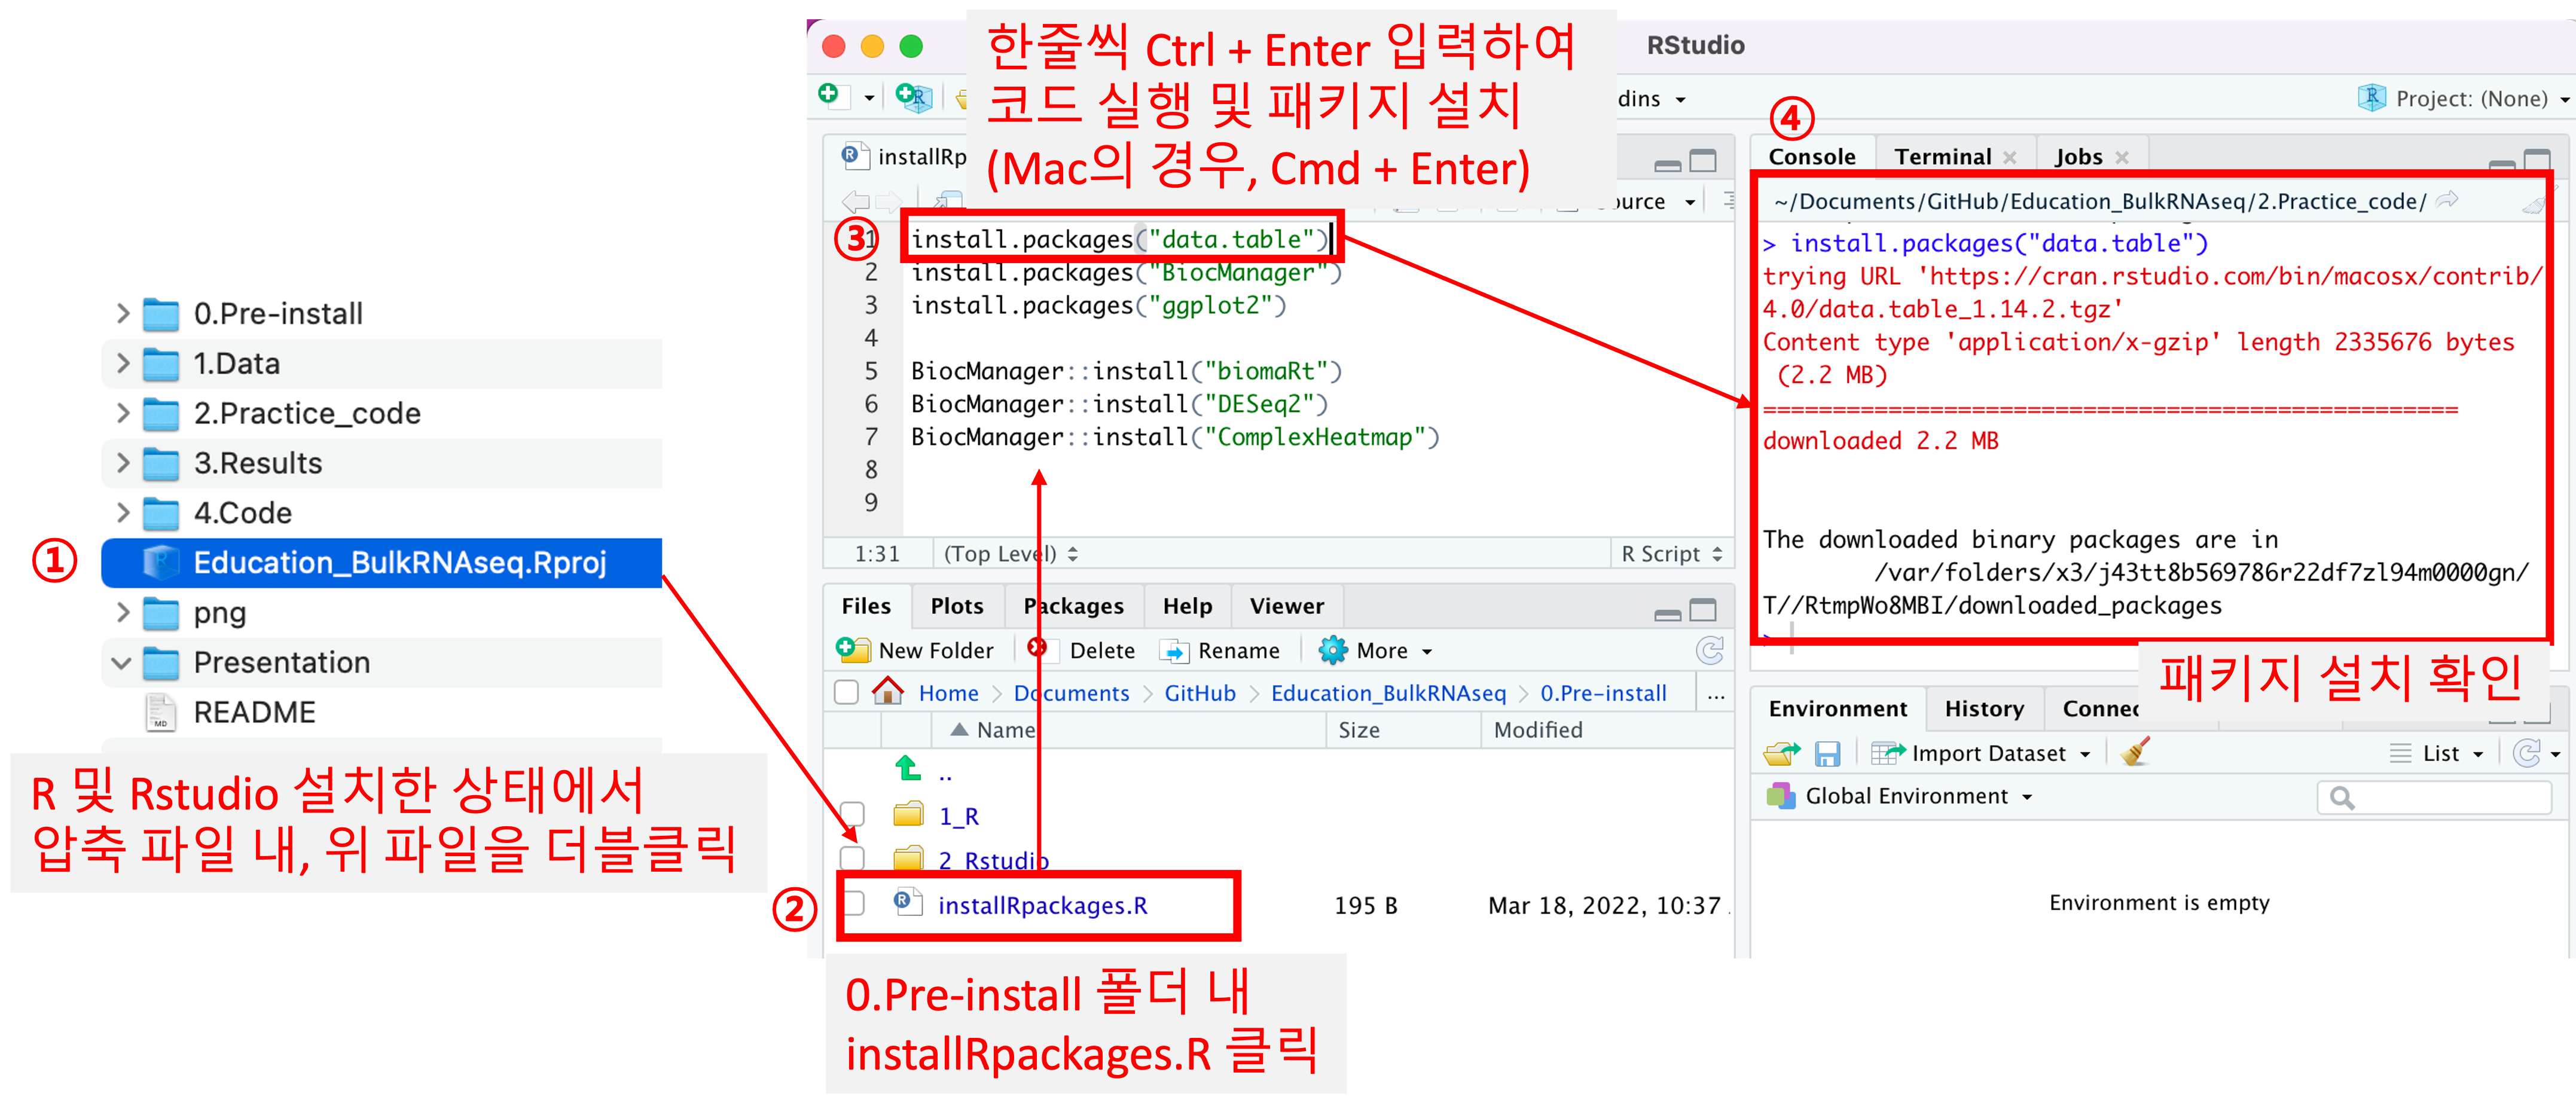 0.Pre-install
1.Data
2.Practice_code
3.Results
4.Code
① Education_BulkRNAseq.Rproj
png
Presentation
README
R 및 Rstudio 설치한 상태에서
압축 파일 내, 위 파일을 더블클릭
RStudio
한줄씩 Ctrl + Enter 입력하여
코드 실행 및 패키지 설치
(Mac의 경우, Cmd + Enter)
dins
Project: (None)
installRp
ource
③
1 install.packages("data.table")
2 install.packages("BiocManager")
3 install.packages("ggplot2")
4
5 BiocManager::install("biomaRt")
6 BiocManager::install("DESeq2")
7 BiocManager::install("ComplexHeatmap")
8
9
1:31 (Top Level) R Script
Files Plots Packages Help Viewer
New Folder Delete Rename More
Home > Documents > GitHub > Education_BulkRNAseq > 0.Pre-install ...
Name Size Modified
..
1_R
2_Rstudio
② installRpackages.R 195 B Mar 18, 2022, 10:37
0.Pre-install 폴더 내
installRpackages.R 클릭
④
Console Terminal Jobs
~/Documents/GitHub/Education_BulkRNAseq/2.Practice_code/
> install.packages("data.table")
trying URL 'https://cran.rstudio.com/bin/macosx/contrib/
4.0/data.table_1.14.2.tgz'
Content type 'application/x-gzip' length 2335676 bytes
(2.2 MB)
==================================================
downloaded 2.2 MB
The downloaded binary packages are in
/var/folders/x3/j43tt8b569786r22df7zl94m0000gn/
T//RtmpWo8MBI/downloaded_packages
>
패키지 설치 확인
Environment History Connec
Import Dataset List
Global Environment
Environment is empty